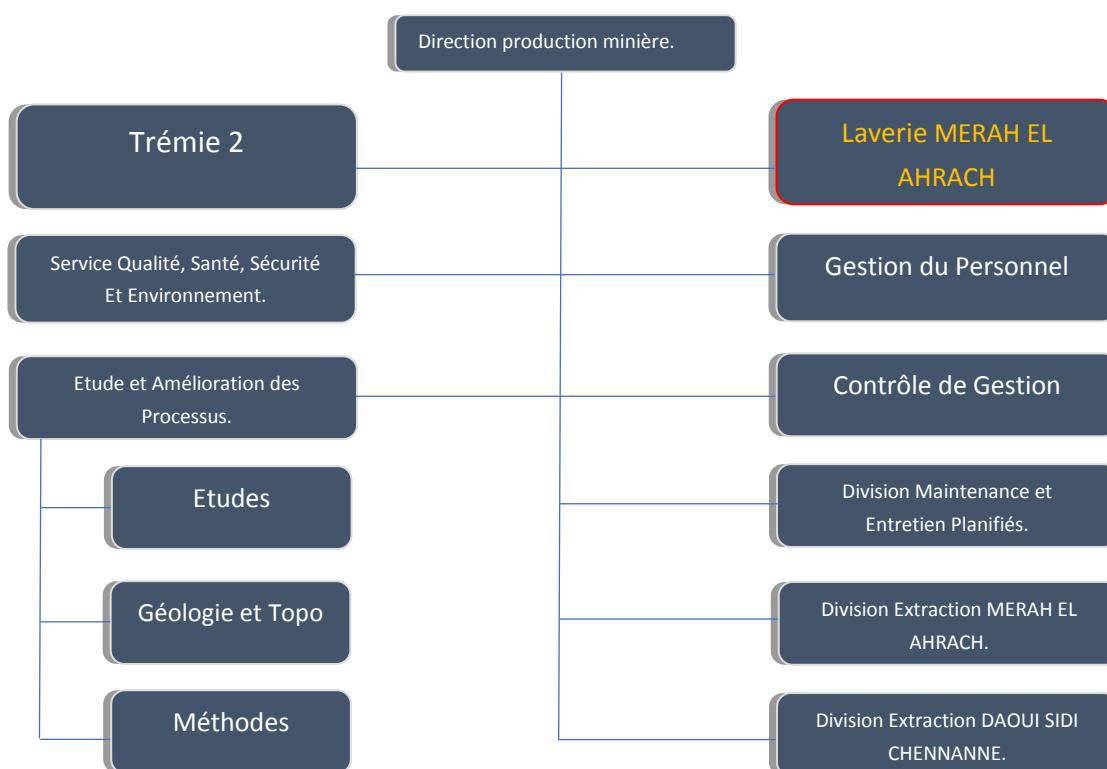 Direction production minière.
Trémie 2
Laverie MERAH EL
AHRACH
Service Qualité, Santé, Sécurité
Et Environnement.
Gestion du Personnel
Etude et Amélioration des
Processus.
Contrôle de Gestion
Etudes
Division Maintenance et
Entretien Planifiés.
Géologie et Topo
Division Extraction MERAH EL
AHRACH.
Méthodes
Division Extraction DAOUI SIDI
CHENNANNE.